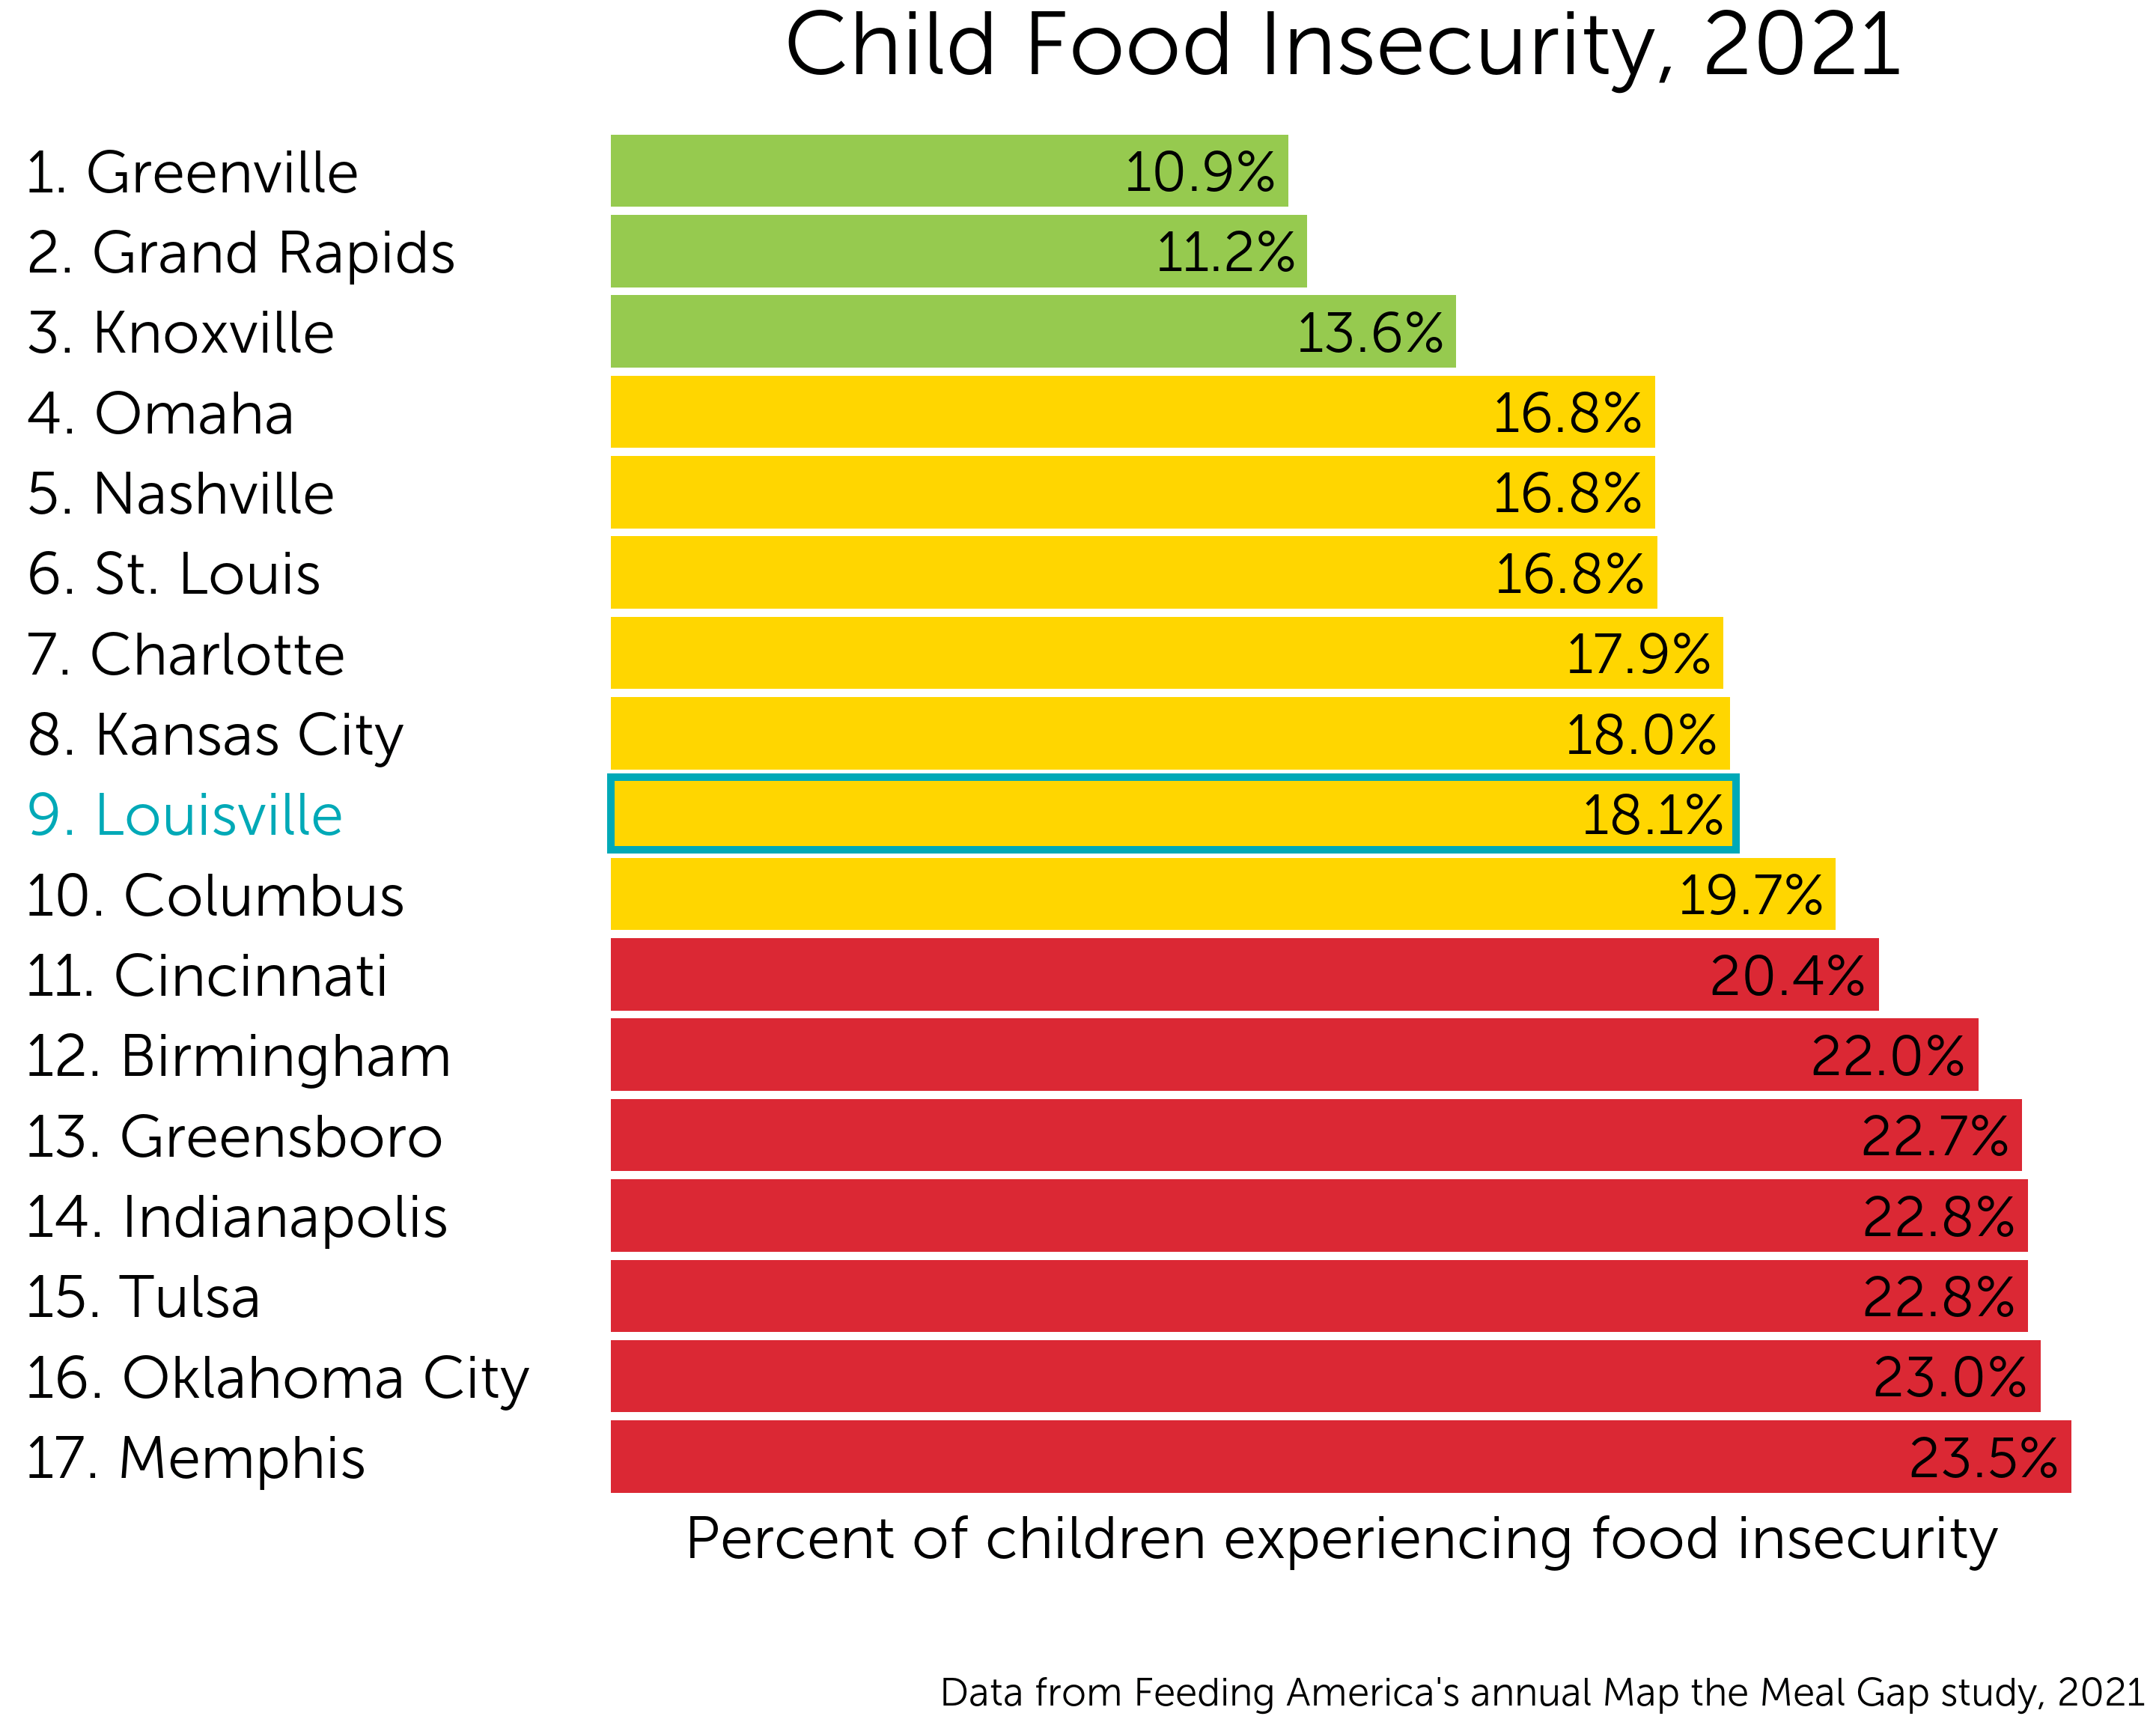 Child Food Insecurity, 2021
1. Greenville 10.9%
2. Grand Rapids 11.2%
3. Knoxville 13.6%
4. Omaha 16.8%
5. Nashville 16.8%
6. St. Louis 16.8%
7. Charlotte 17.9%
8. Kansas City 18.0%
9. Louisville 18.1%
10. Columbus 19.7%
11. Cincinnati 20.4%
12. Birmingham 22.0%
13. Greensboro 22.7%
14. Indianapolis 22.8%
15. Tulsa 22.8%
16. Oklahoma City 23.0%
17. Memphis 23.5%
Percent of children experiencing food insecurity
Data from Feeding America's annual Map the Meal Gap study, 2021